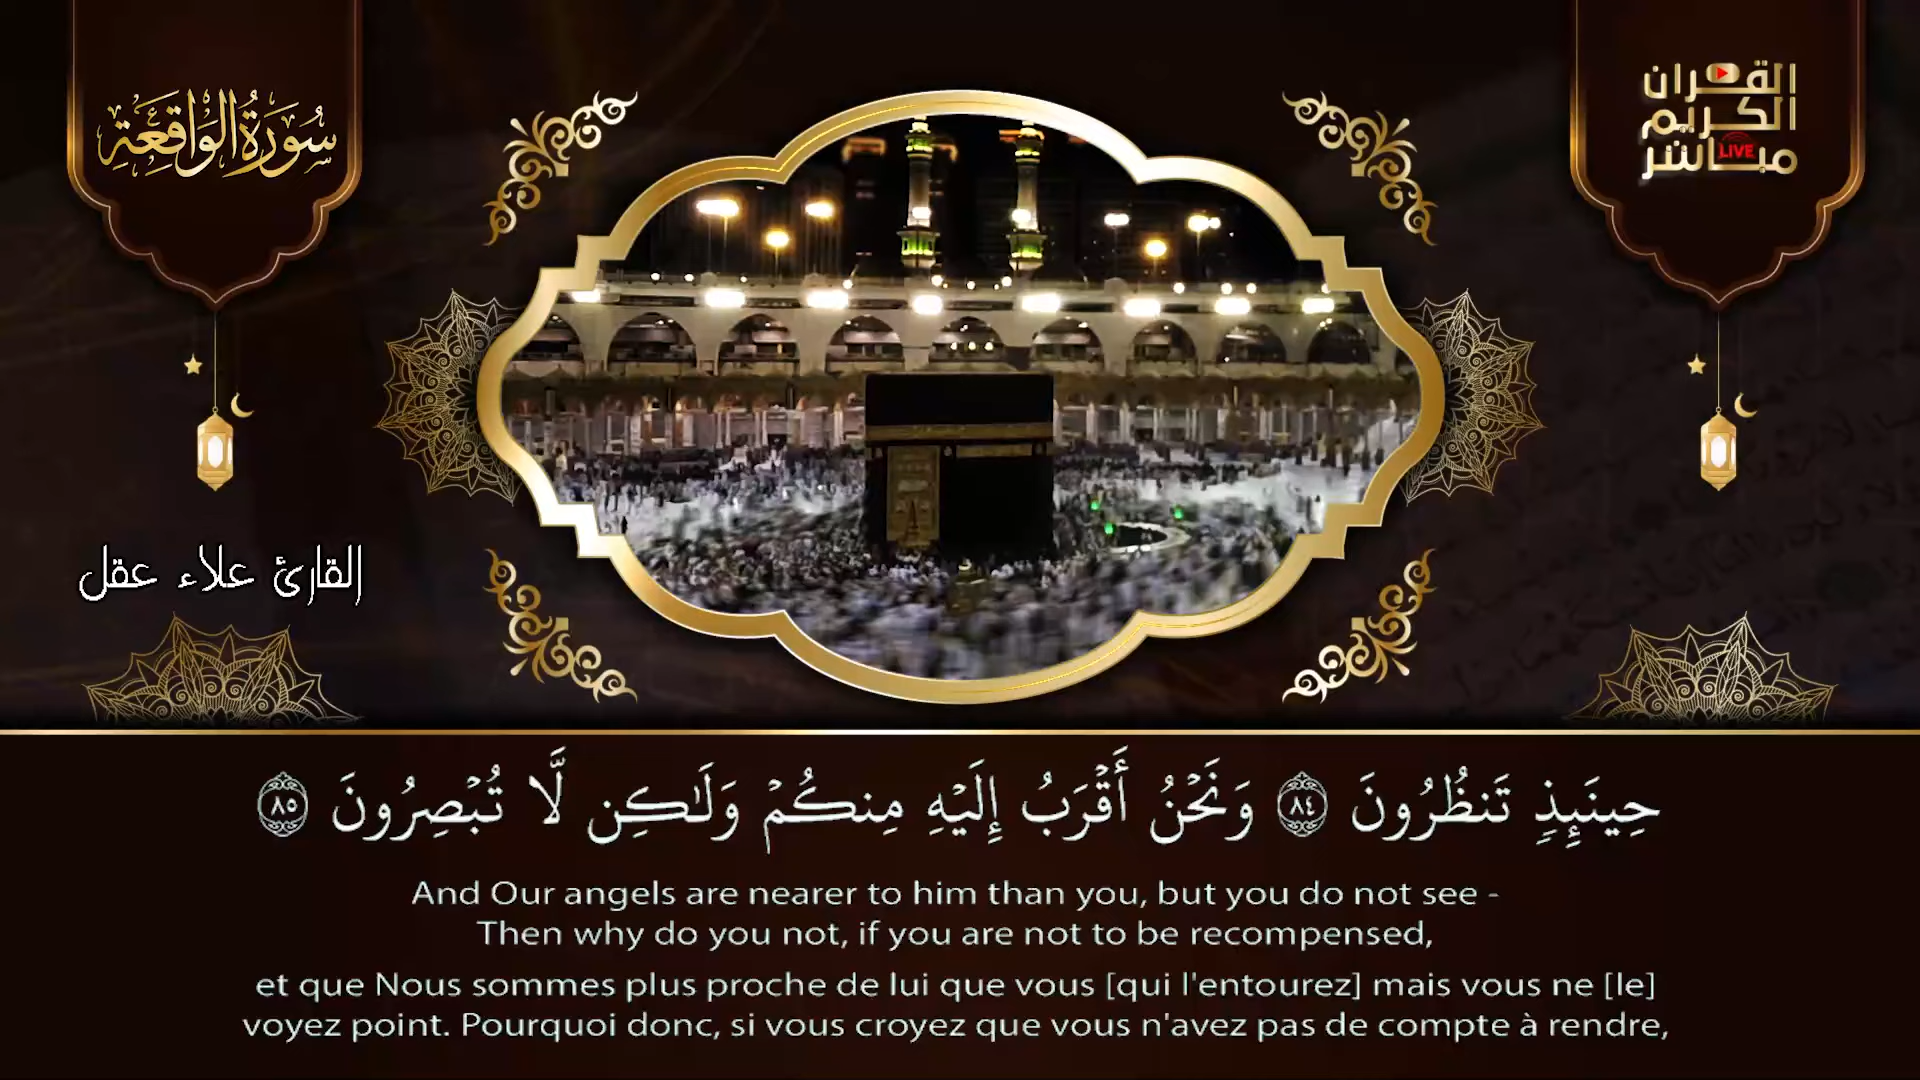 سُورَةُ الوَاقِعَةِ
القرآن
الكريم
مباشر
LIVE
القارئ علاء عقل
حِينَئِذٍ تَنظُرُونَ ٨٤ وَنَحْنُ أَقْرَبُ إِلَيْهِ مِنكُمْ وَلَٰكِن لَّا تُبْصِرُونَ ٨٥
And Our angels are nearer to him than you, but you do not see -
Then why do you not, if you are not to be recompensed,
et que Nous sommes plus proche de lui que vous [qui l'entourez] mais vous ne [le]
voyez point. Pourquoi donc, si vous croyez que vous n'avez pas de compte à rendre,